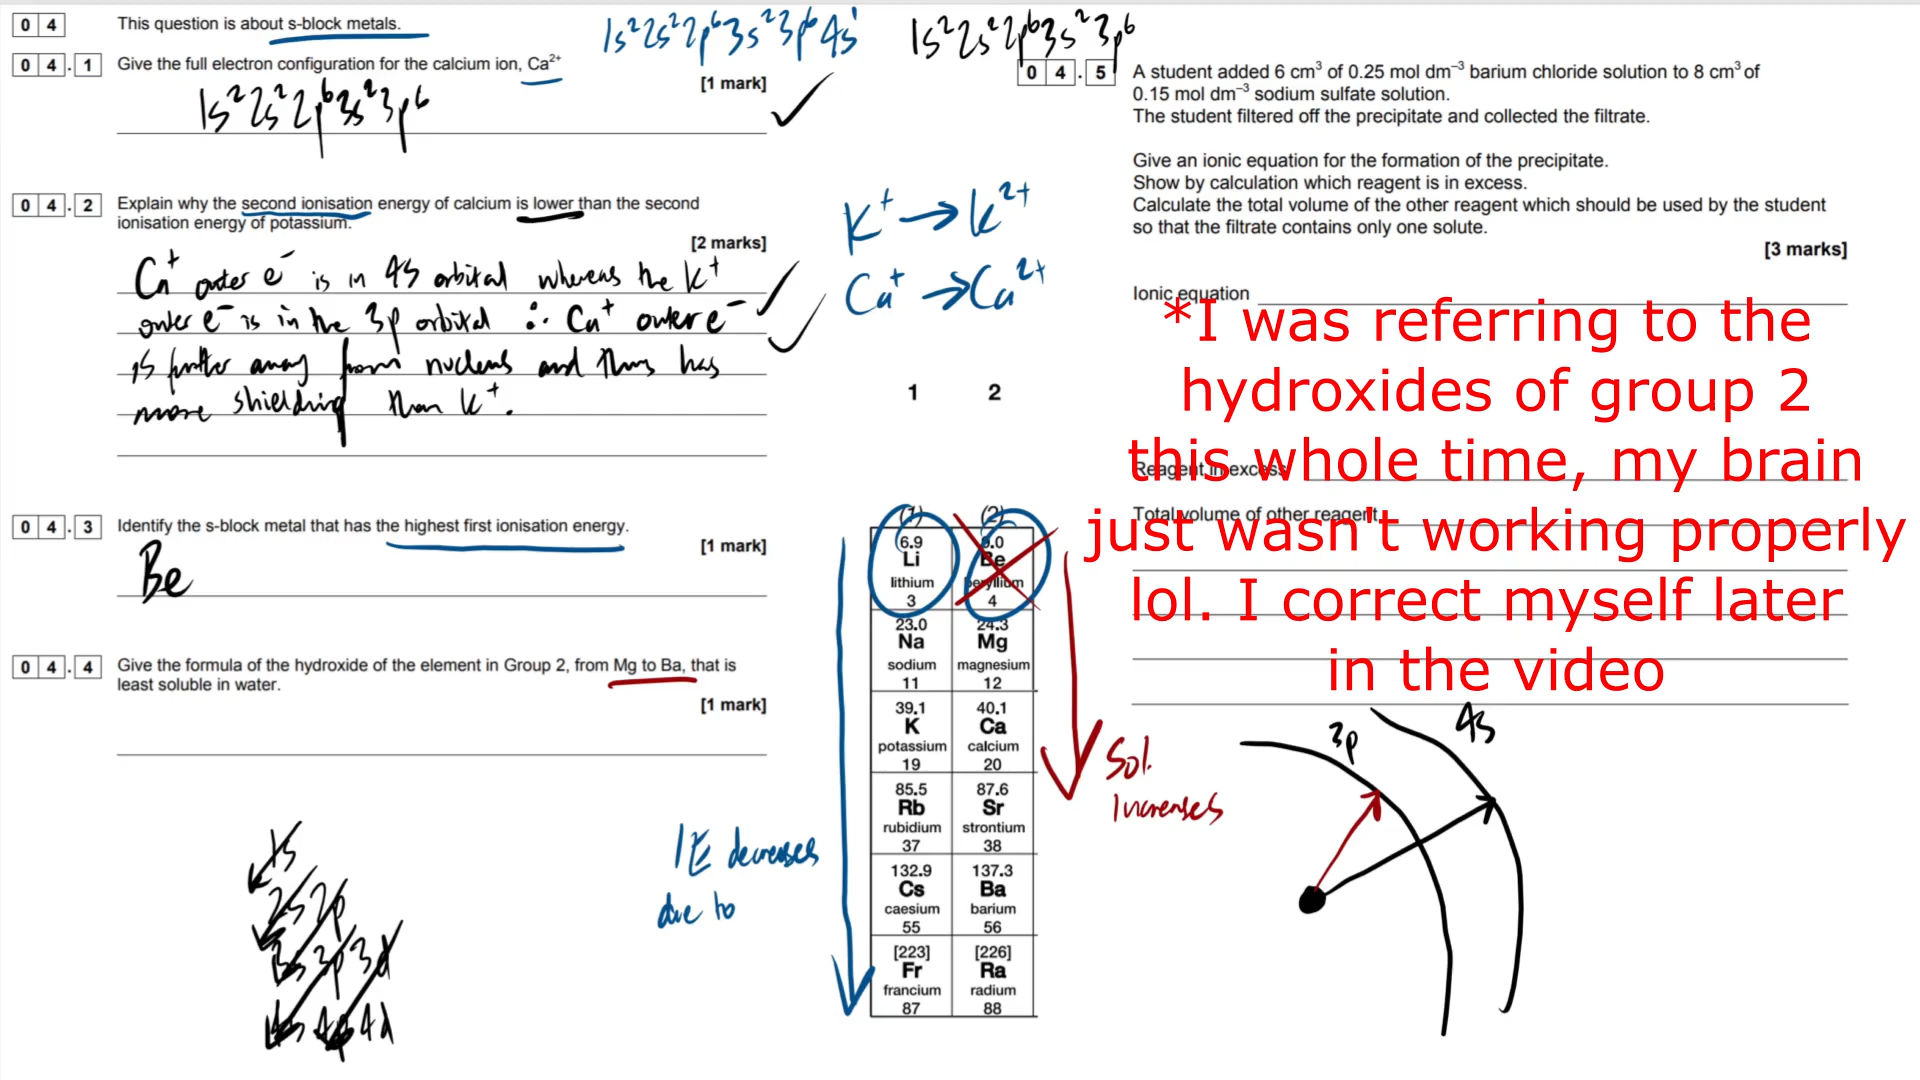 04 This question is about s-block metals.
1s²2s²2p⁶3s²3p⁶4s¹
1s²2s²2p⁶3s²3p⁶
04.1 Give the full electron configuration for the calcium ion, Ca²⁺
[1 mark]
1s²2s²2p⁶3s²3p⁶
04.2 Explain why the second ionisation energy of calcium is lower than the second
ionisation energy of potassium.
[2 marks]
Ca⁺ outer e⁻ is in 4s orbital whereas the K⁺
outer e⁻ is in the 3p orbital ∴ Ca⁺ outer e⁻
is further away from nucleus and thus has
more shielding than K⁺.
K⁺ → K²⁺
Ca⁺ → Ca²⁺
04.3 Identify the s-block metal that has the highest first ionisation energy.
[1 mark]
Be
04.4 Give the formula of the hydroxide of the element in Group 2, from Mg to Ba, that is
least soluble in water.
[1 mark]
1s
2s 2p
3s 3p 3d
4s 4p 4d
IE decreases
due to
1 2
(1) (2)
6.9 9.0
Li Be
lithium beryllium
3 4
23.0 24.3
Na Mg
sodium magnesium
11 12
39.1 40.1
K Ca
potassium calcium
19 20
85.5 87.6
Rb Sr
rubidium strontium
37 38
132.9 137.3
Cs Ba
caesium barium
55 56
[223] [226]
Fr Ra
francium radium
87 88
Sol.
increases
04.5 A student added 6 cm³ of 0.25 mol dm⁻³ barium chloride solution to 8 cm³ of
0.15 mol dm⁻³ sodium sulfate solution.
The student filtered off the precipitate and collected the filtrate.
Give an ionic equation for the formation of the precipitate.
Show by calculation which reagent is in excess.
Calculate the total volume of the other reagent which should be used by the student
so that the filtrate contains only one solute.
[3 marks]
Ionic equation
Reagent in excess
Total volume of other reagent
*I was referring to the
hydroxides of group 2
this whole time, my brain
just wasn't working properly
lol. I correct myself later
in the video
3p 4s